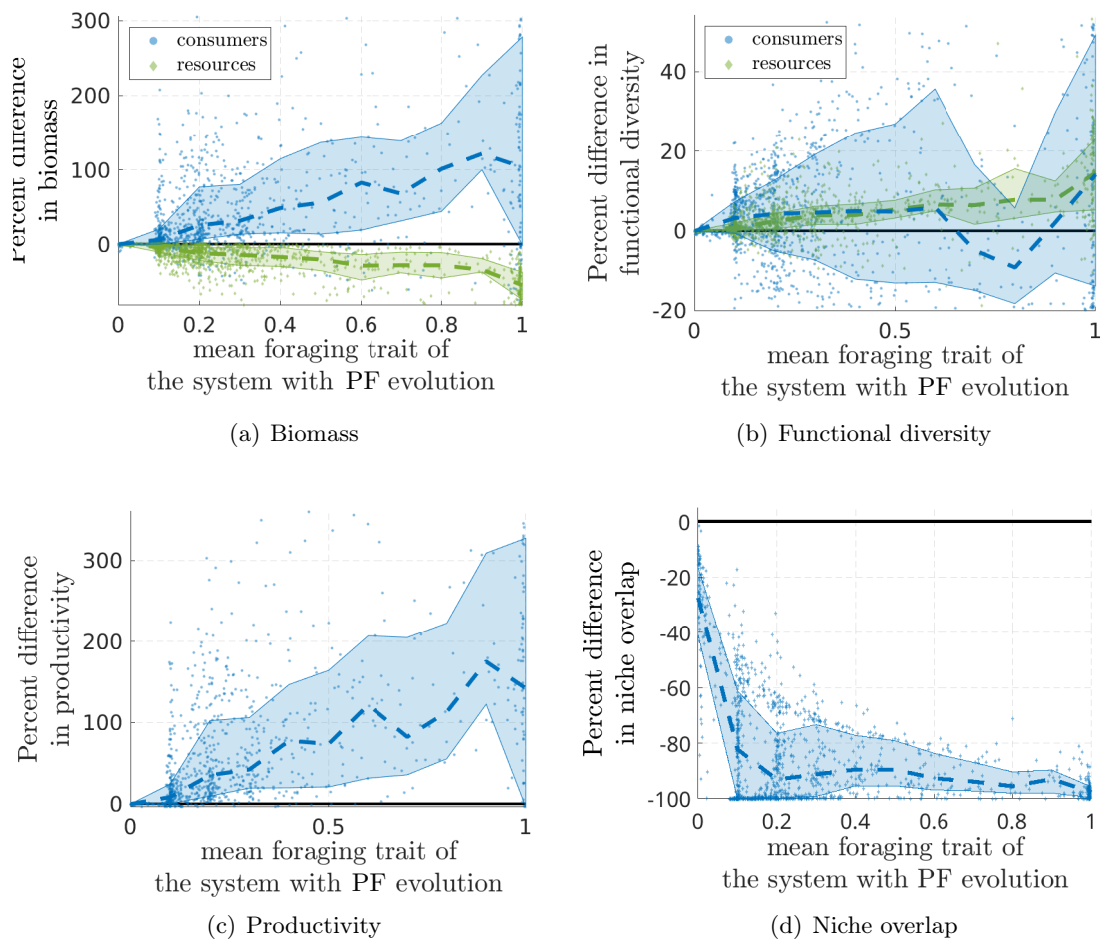 Percent difference
in biomass
300
200
100
0
consumers
resources
0 0.2 0.4 0.6 0.8 1
mean foraging trait of
the system with PF evolution
(a) Biomass
Percent difference in
functional diversity
40
20
0
-20
consumers
resources
0 0.5 1
mean foraging trait of
the system with PF evolution
(b) Functional diversity
Percent difference
in productivity
300
200
100
0
0 0.5 1
mean foraging trait of
the system with PF evolution
(c) Productivity
Percent difference
in niche overlap
0
-20
-40
-60
-80
-100
0 0.2 0.4 0.6 0.8 1
mean foraging trait of
the system with PF evolution
(d) Niche overlap